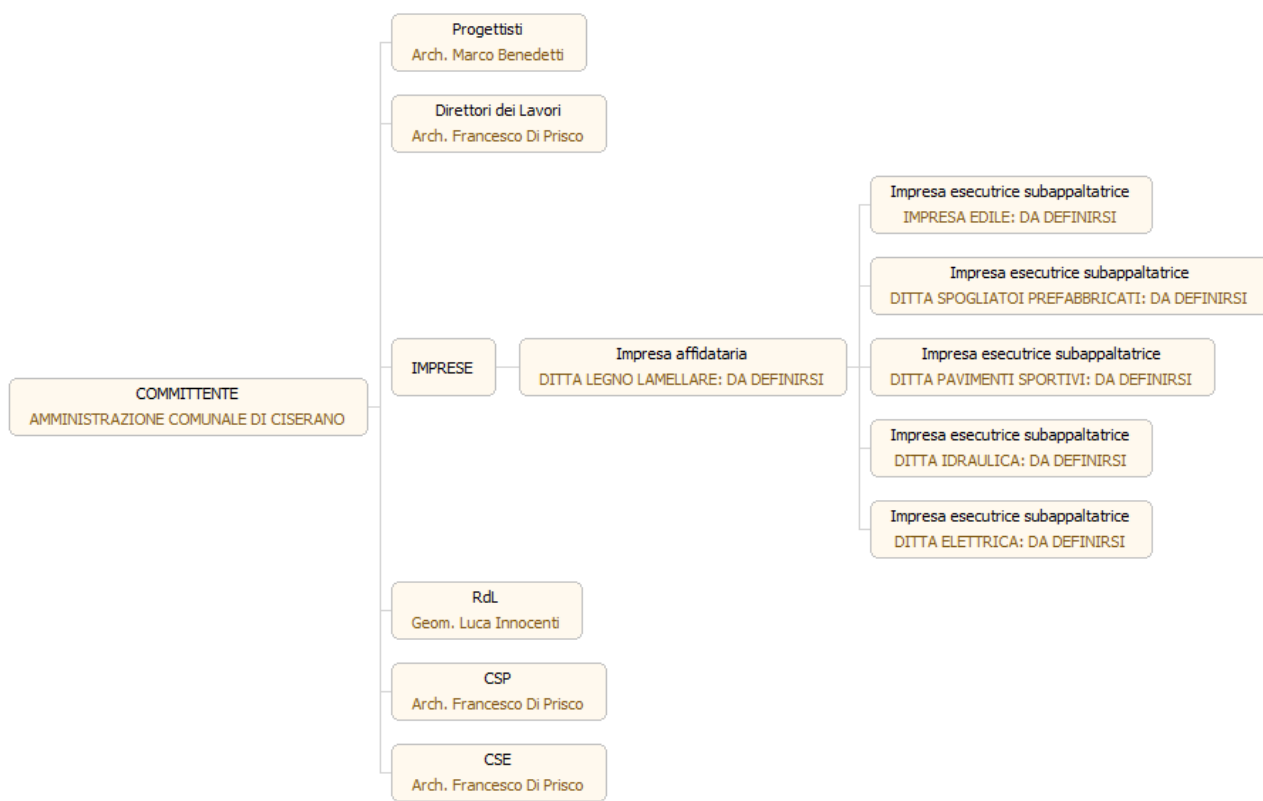 Progettisti
Arch. Marco Benedetti
Direttori dei Lavori
Arch. Francesco Di Prisco
COMMITTENTE
AMMINISTRAZIONE COMUNALE DI CISERANO
IMPRESE
Impresa affidataria
DITTA LEGNO LAMELLARE: DA DEFINIRSI
Impresa esecutrice subappaltatrice
IMPRESA EDILE: DA DEFINIRSI
Impresa esecutrice subappaltatrice
DITTA SPOGLIATOI PREFABBRICATI: DA DEFINIRSI
Impresa esecutrice subappaltatrice
DITTA PAVIMENTI SPORTIVI: DA DEFINIRSI
Impresa esecutrice subappaltatrice
DITTA IDRAULICA: DA DEFINIRSI
Impresa esecutrice subappaltatrice
DITTA ELETTRICA: DA DEFINIRSI
RdL
Geom. Luca Innocenti
CSP
Arch. Francesco Di Prisco
CSE
Arch. Francesco Di Prisco